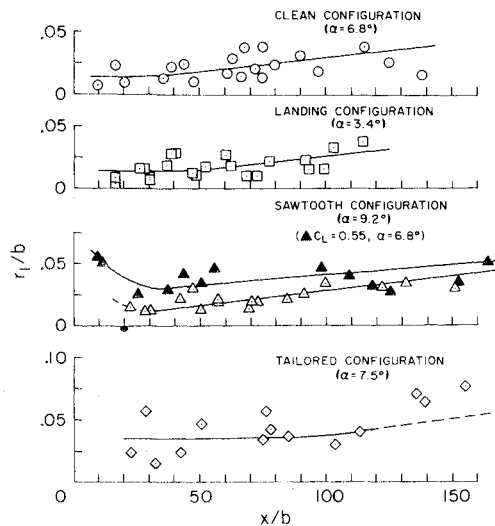 CLEAN CONFIGURATION
(α=6.8°)
.05
0
LANDING CONFIGURATION
(α=3.4°)
.05
0
SAWTOOTH CONFIGURATION
(α=9.2°)
(▲ C_L=0.55, α=6.8°)
.05
0
r₁/b
.10
TAILORED CONFIGURATION
(α=7.5°)
.05
0
0 50 100 150
x/b